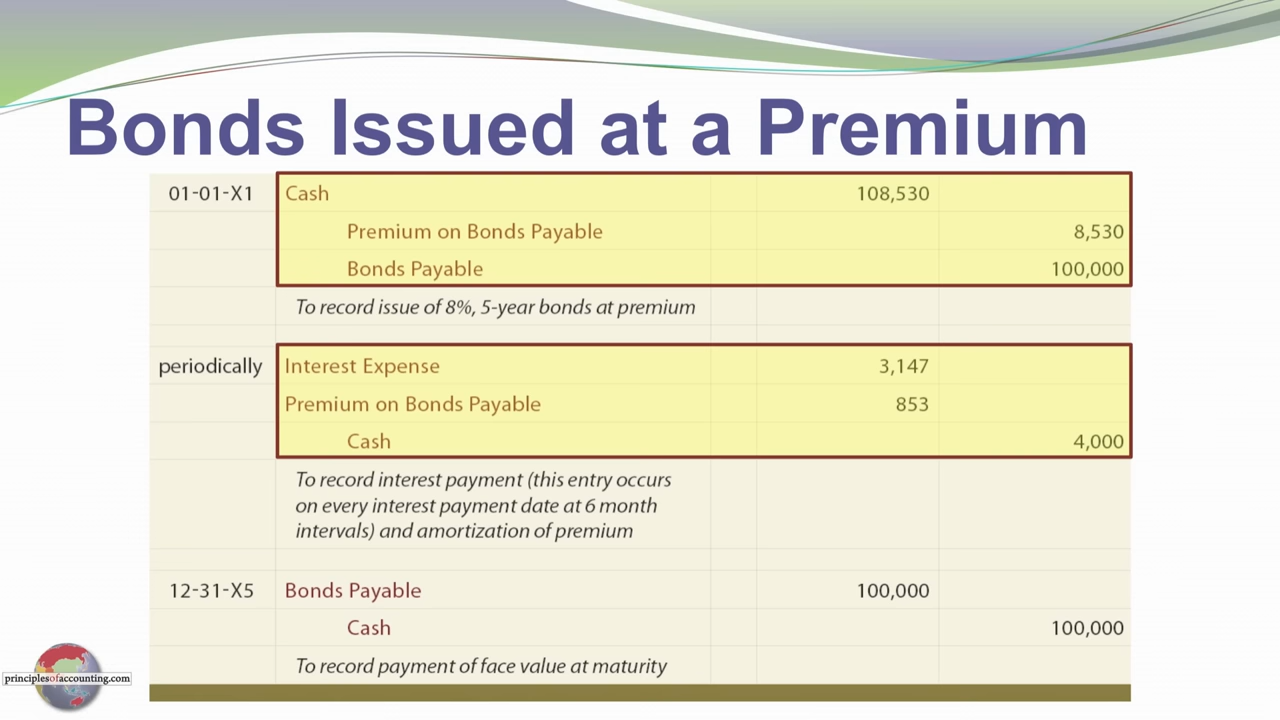 Bonds Issued at a Premium
01-01-X1 Cash 108,530
Premium on Bonds Payable 8,530
Bonds Payable 100,000
To record issue of 8%, 5-year bonds at premium
periodically Interest Expense 3,147
Premium on Bonds Payable 853
Cash 4,000
To record interest payment (this entry occurs
on every interest payment date at 6 month
intervals) and amortization of premium
12-31-X5 Bonds Payable 100,000
Cash 100,000
To record payment of face value at maturity
principlesofaccounting.com